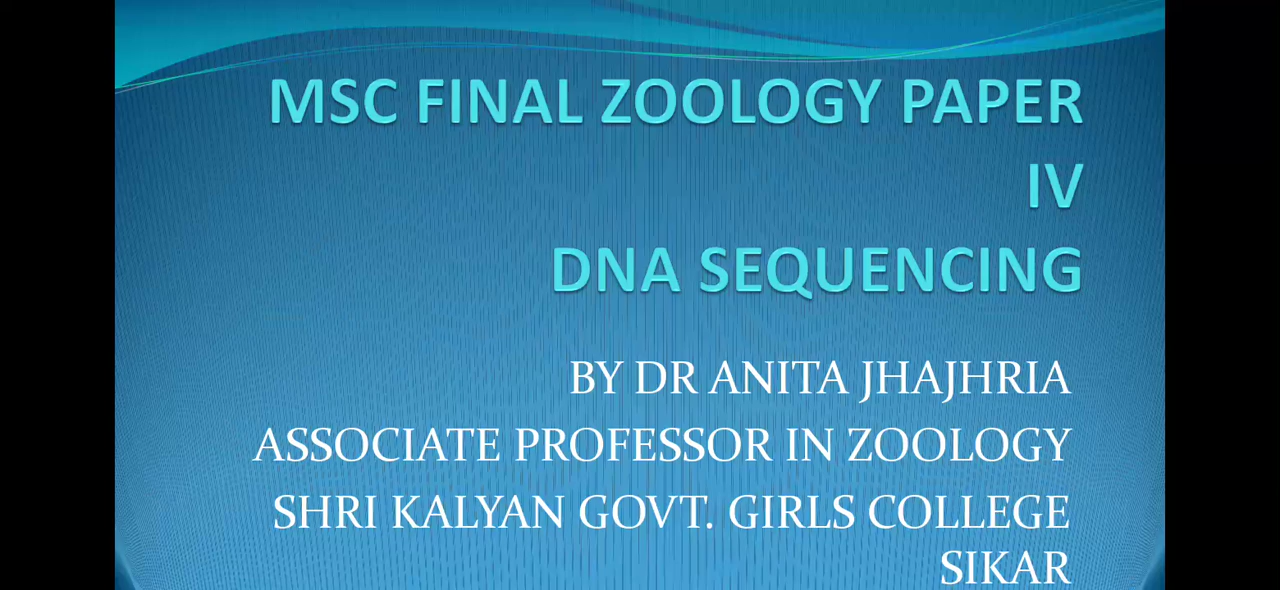 MSC FINAL ZOOLOGY PAPER
IV
DNA SEQUENCING
BY DR ANITA JHAJHRIA
ASSOCIATE PROFESSOR IN ZOOLOGY
SHRI KALYAN GOVT. GIRLS COLLEGE
SIKAR